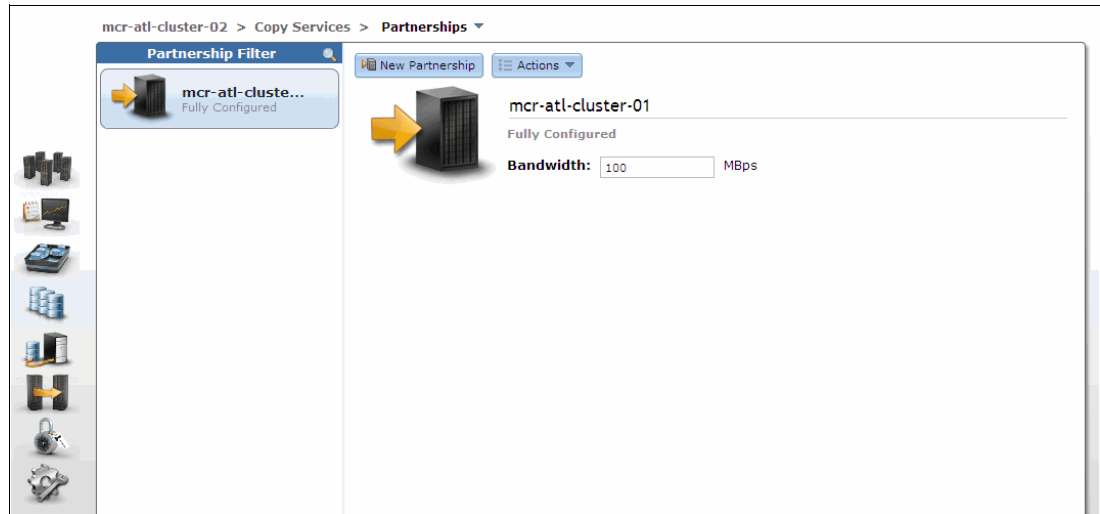 mcr-atl-cluster-02 > Copy Services > Partnerships
Partnership Filter
mcr-atl-cluste...
Fully Configured
New Partnership
Actions
mcr-atl-cluster-01
Fully Configured
Bandwidth: 100 MBps